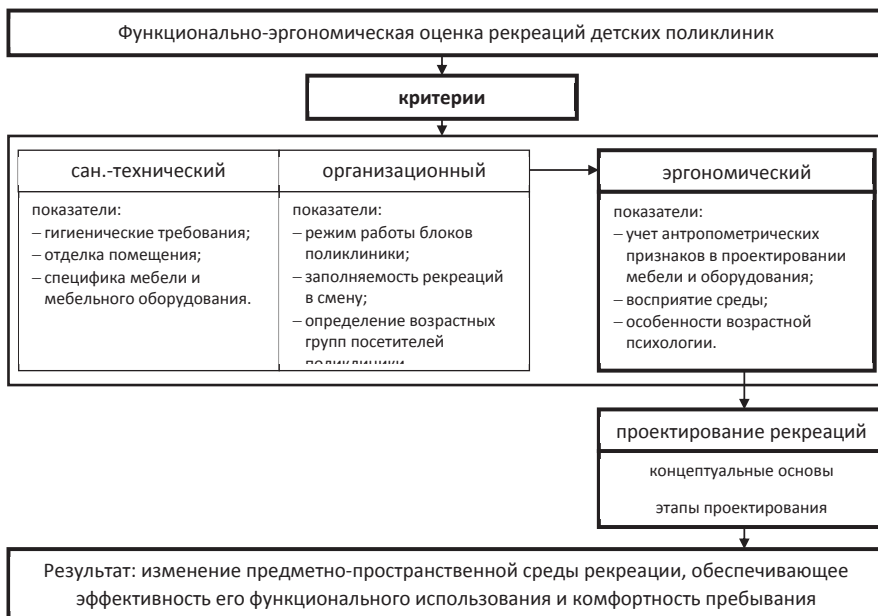 Функционально-эргономическая оценка рекреаций детских поликлиник
критерии
сан.-технический
показатели:
– гигиенические требования;
– отделка помещения;
– специфика мебели и
мебельного оборудования.
организационный
показатели:
– режим работы блоков
поликлиники;
– заполняемость рекреаций
в смену;
– определение возрастных
групп посетителей
поликлиники
эргономический
показатели:
– учет антропометрических
признаков в проектировании
мебели и оборудования;
– восприятие среды;
– особенности возрастной
психологии.
проектирование рекреаций
концептуальные основы
этапы проектирования
Результат: изменение предметно-пространственной среды рекреации, обеспечивающее
эффективность его функционального использования и комфортность пребывания